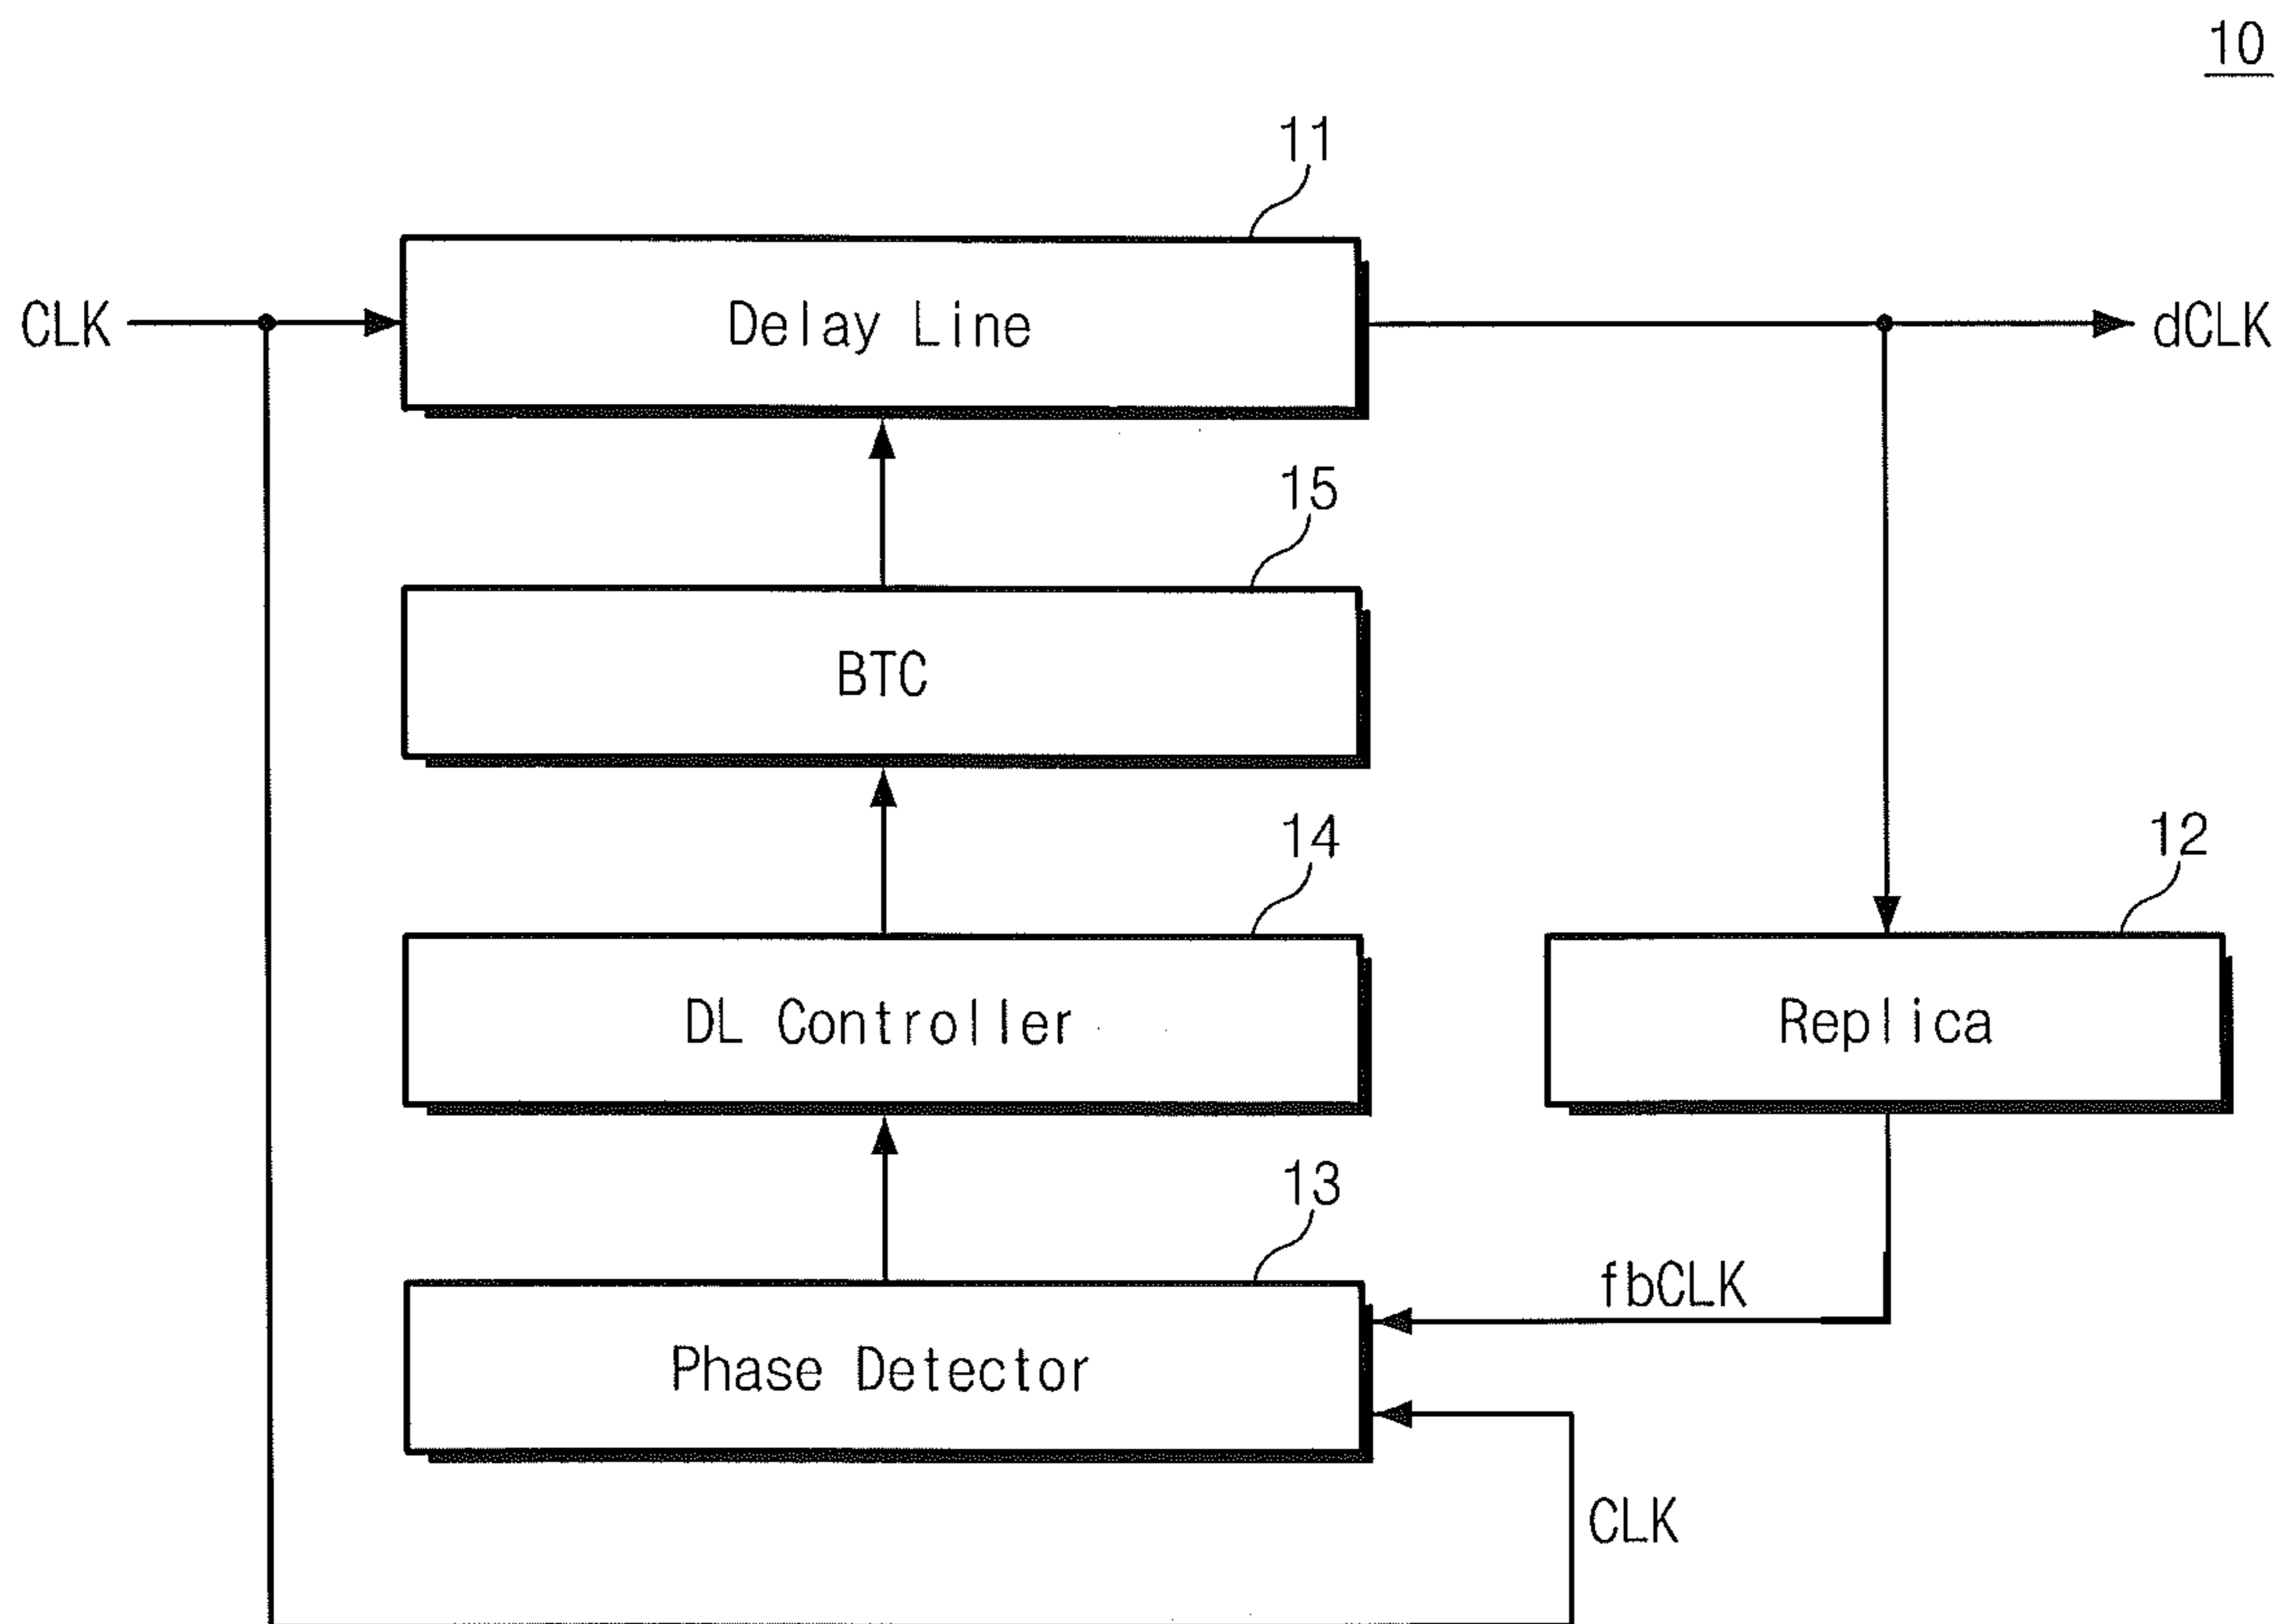 10
11
CLK
Delay Line
dCLK
15
BTC
14
12
DL Controller
Replica
13
fbCLK
Phase Detector
CLK